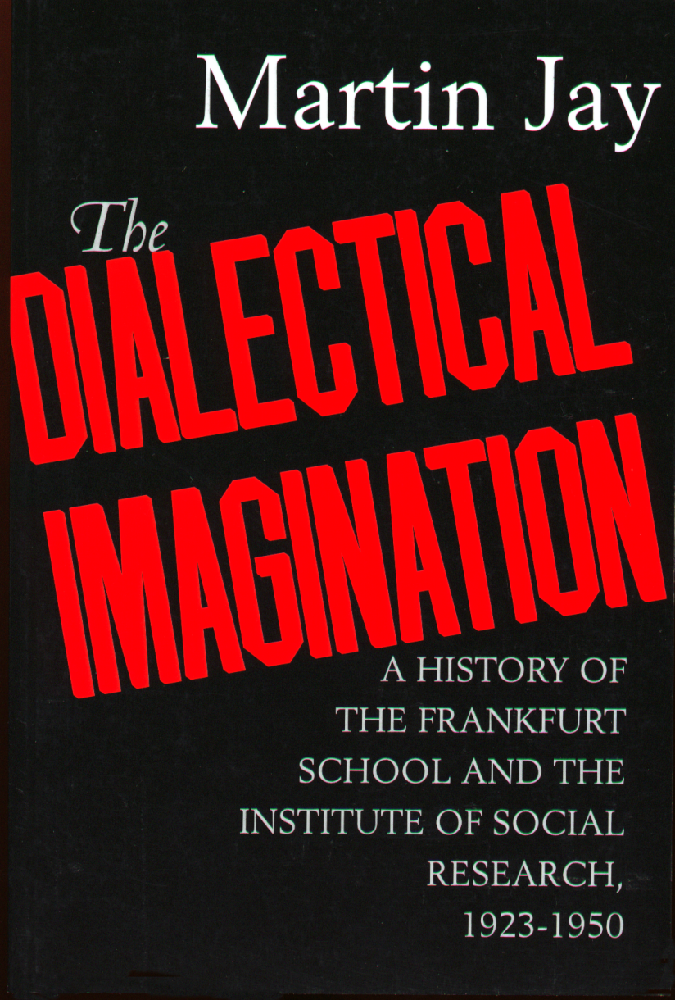 Martin Jay
The
DIALECTICAL
IMAGINATION
A HISTORY OF
THE FRANKFURT
SCHOOL AND THE
INSTITUTE OF SOCIAL
RESEARCH,
1923-1950